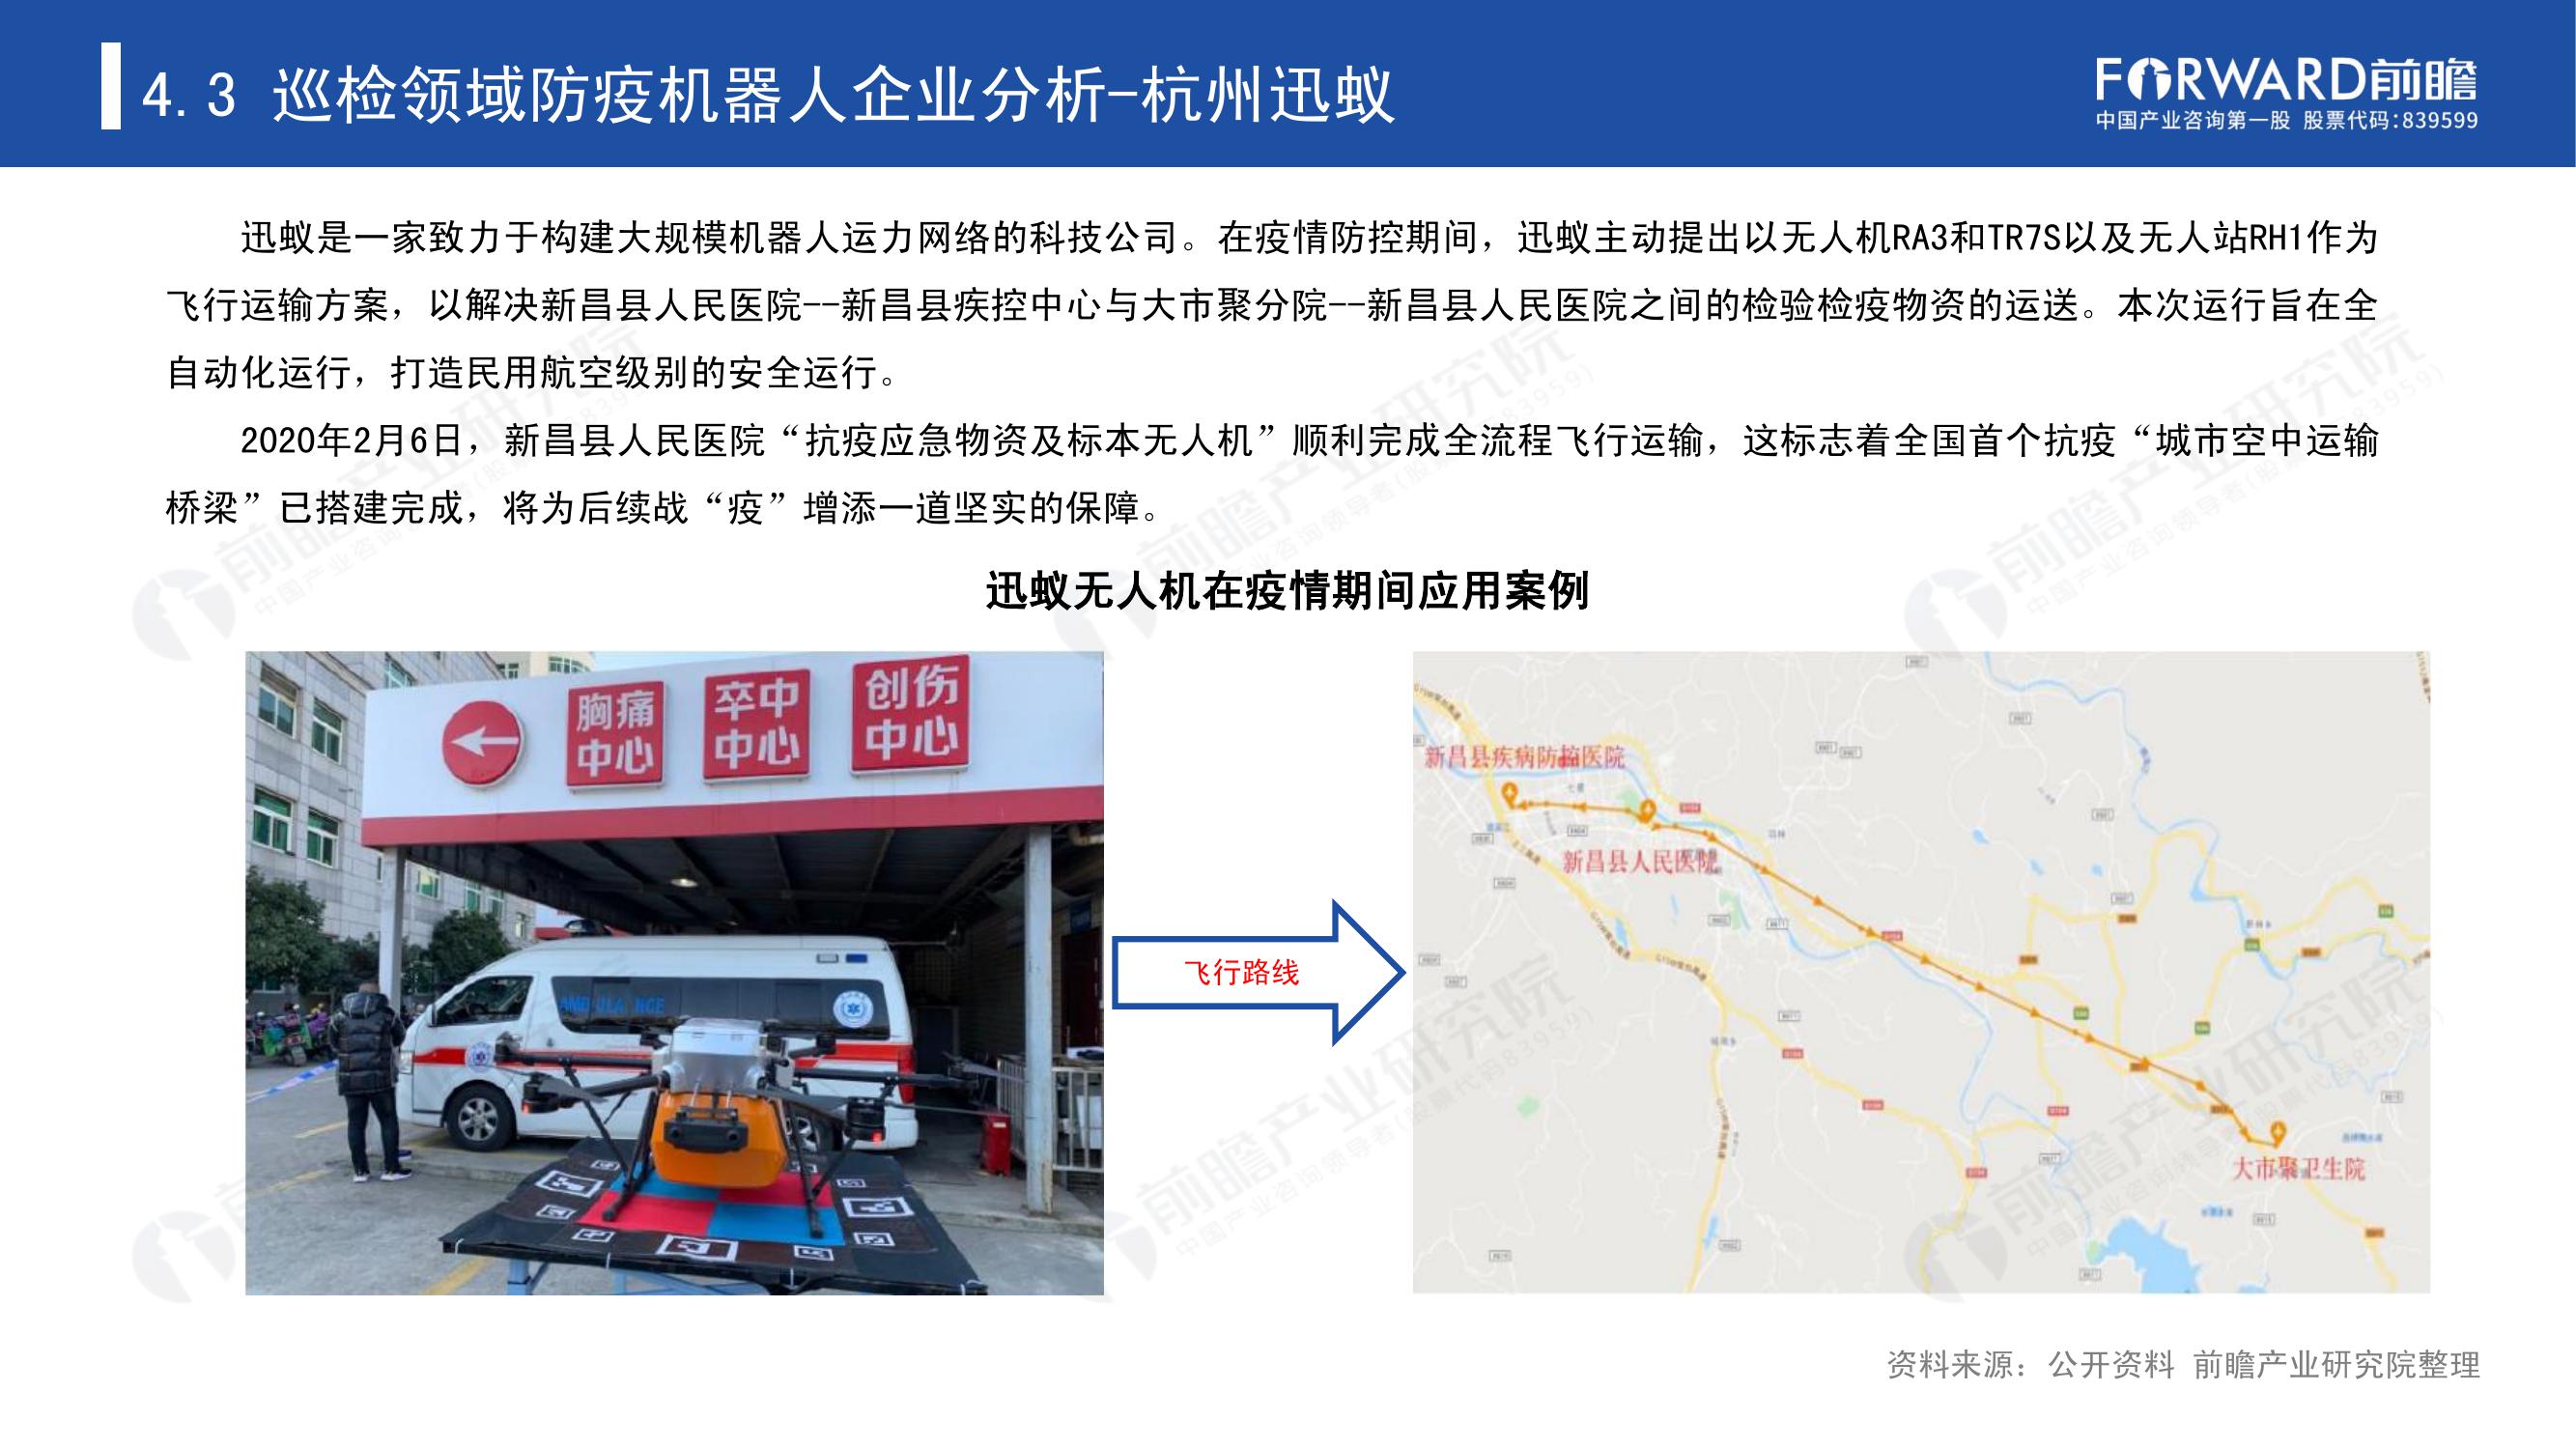 4.3 巡检领域防疫机器人企业分析-杭州迅蚁
FORWARD前瞻
中国产业咨询第一股 股票代码:839599
迅蚁是一家致力于构建大规模机器人运力网络的科技公司。在疫情防控期间，迅蚁主动提出以无人机RA3和TR7S以及无人站RH1作为
飞行运输方案，以解决新昌县人民医院--新昌县疾控中心与大市聚分院--新昌县人民医院之间的检验检疫物资的运送。本次运行旨在全
自动化运行，打造民用航空级别的安全运行。
2020年2月6日，新昌县人民医院“抗疫应急物资及标本无人机”顺利完成全流程飞行运输，这标志着全国首个抗疫“城市空中运输
桥梁”已搭建完成，将为后续战“疫”增添一道坚实的保障。
迅蚁无人机在疫情期间应用案例
胸痛
中心
卒中
中心
创伤
中心
AMBULANCE
飞行路线
新昌县疾病防控医院
新昌县人民医院
大市聚卫生院
资料来源：公开资料 前瞻产业研究院整理
前瞻产业研究院